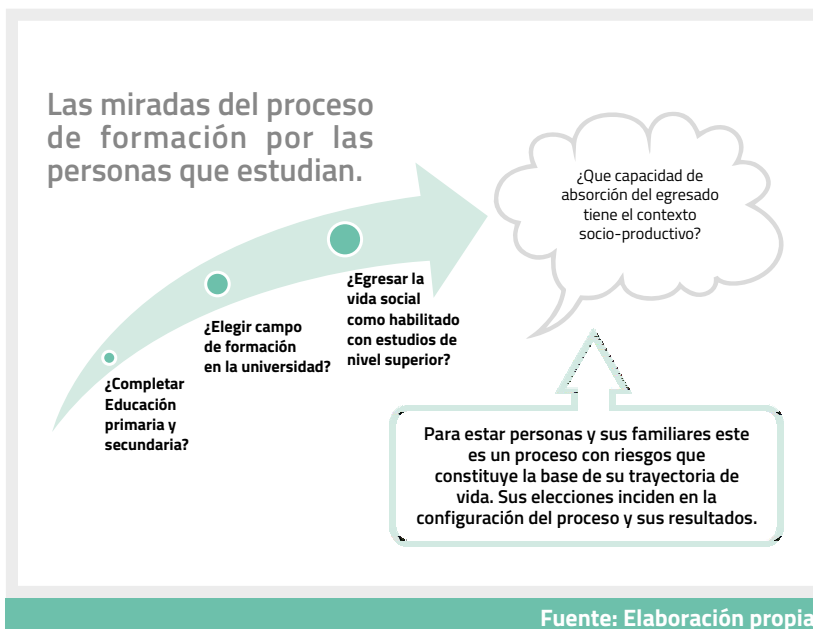 Las miradas del proceso
de formación por las
personas que estudian.
¿Completar
Educación
primaria y
secundaria?
¿Elegir campo
de formación
en la universidad?
¿Egresar la
vida social
como habilitado
con estudios de
nivel superior?
¿Que capacidad de
absorción del egresado
tiene el contexto
socio-productivo?
Para estar personas y sus familiares este
es un proceso con riesgos que
constituye la base de su trayectoria de
vida. Sus elecciones inciden en la
configuración del proceso y sus resultados.
Fuente: Elaboración propia